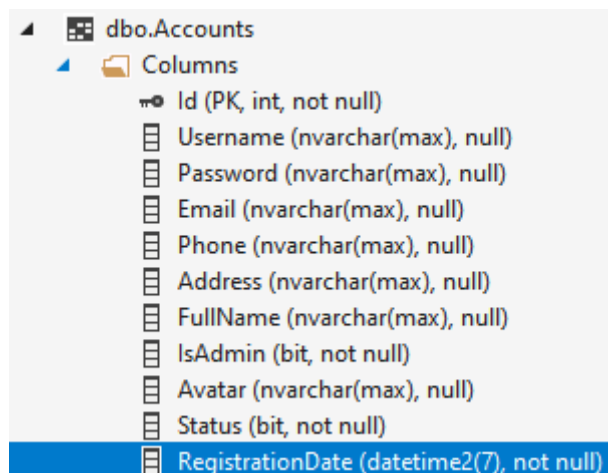 dbo.Accounts
Columns
Id (PK, int, not null)
Username (nvarchar(max), null)
Password (nvarchar(max), null)
Email (nvarchar(max), null)
Phone (nvarchar(max), null)
Address (nvarchar(max), null)
FullName (nvarchar(max), null)
IsAdmin (bit, not null)
Avatar (nvarchar(max), null)
Status (bit, not null)
RegistrationDate (datetime2(7), not null)